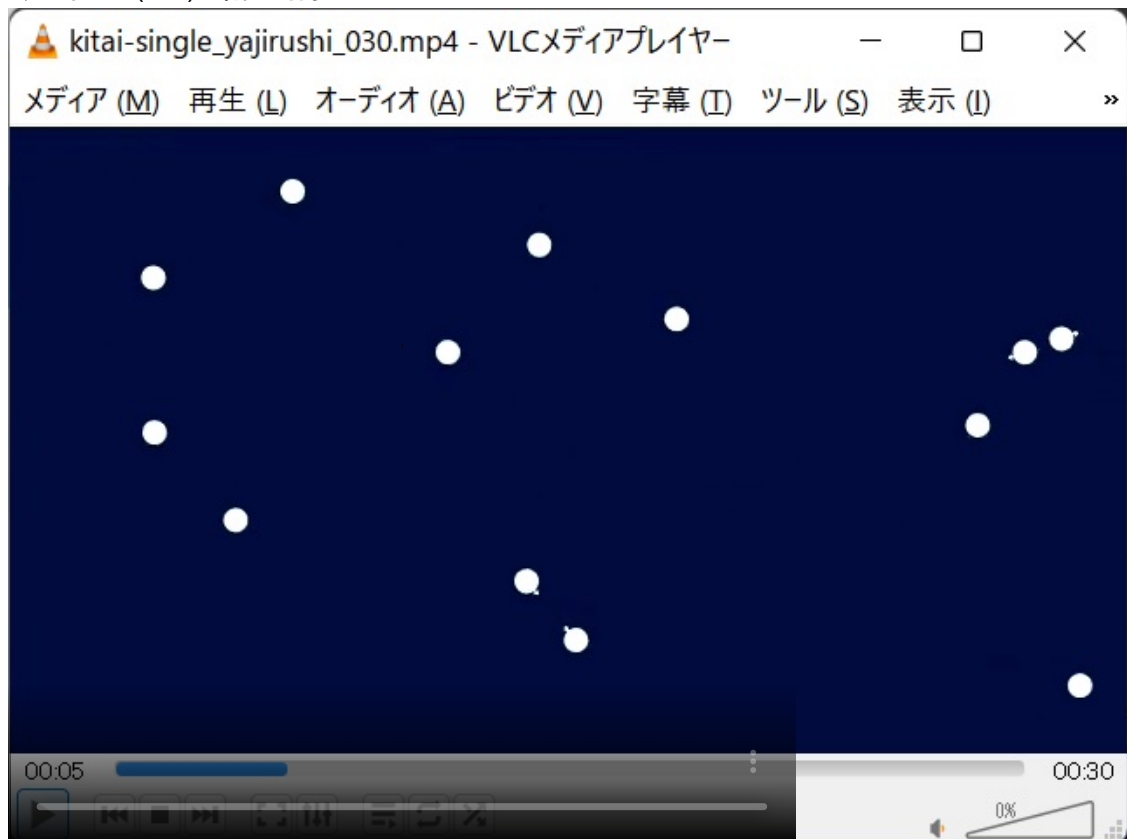 kitai-single_yajirushi_030.mp4 - VLCメディアプレイヤー
メディア (M) 再生 (L) オーディオ (A) ビデオ (V) 字幕 (T) ツール (S) 表示 (I) »
00:05 00:30
0%